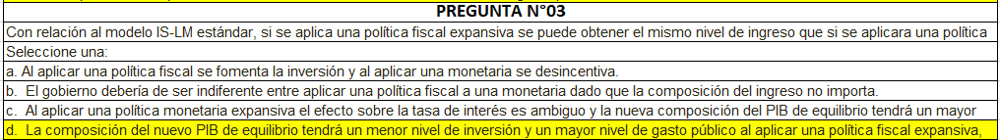 PREGUNTA N°03
Con relación al modelo IS-LM estándar, si se aplica una política fiscal expansiva se puede obtener el mismo nivel de ingreso que si se aplicara una política
Seleccione una:
a. Al aplicar una política fiscal se fomenta la inversión y al aplicar una monetaria se desincentiva.
b. El gobierno debería de ser indiferente entre aplicar una política fiscal a una monetaria dado que la composición del ingreso no importa.
c. Al aplicar una política monetaria expansiva el efecto sobre la tasa de interés es ambiguo y la nueva composición del PIB de equilibrio tendrá un mayor
d. La composición del nuevo PIB de equilibrio tendrá un menor nivel de inversión y un mayor nivel de gasto público al aplicar una política fiscal expansiva,